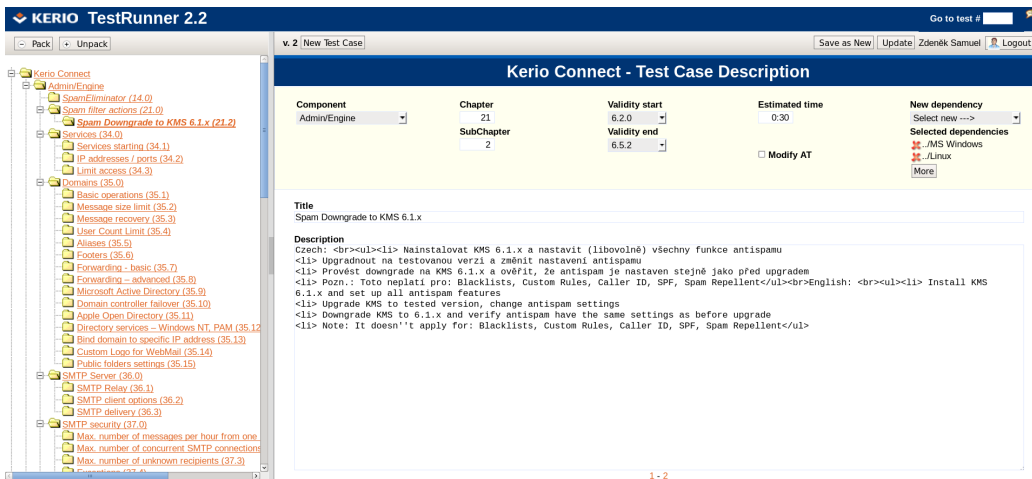 KERIO TestRunner 2.2
Go to test #
Pack
Unpack
v. 2 New Test Case
Save as New Update Zdeněk Samuel Logout
Kerio Connect
Admin/Engine
SpamEliminator (14.0)
Spam filter actions (21.0)
Spam Downgrade to KMS 6.1.x (21.2)
Services (34.0)
Services starting (34.1)
IP addresses / ports (34.2)
Limit access (34.3)
Domains (35.0)
Basic operations (35.1)
Message size limit (35.2)
Message recovery (35.3)
User Count Limit (35.4)
Aliases (35.5)
Footers (35.6)
Forwarding - basic (35.7)
Forwarding – advanced (35.8)
Microsoft Active Directory (35.9)
Domain controller failover (35.10)
Apple Open Directory (35.11)
Directory services – Windows NT, PAM (35.12
Bind domain to specific IP address (35.13)
Custom Logo for WebMail (35.14)
Public folders settings (35.15)
SMTP Server (36.0)
SMTP Relay (36.1)
SMTP client options (36.2)
SMTP delivery (36.3)
SMTP security (37.0)
Max. number of messages per hour from one
Max. number of concurrent SMTP connections
Max. number of unknown recipients (37.3)
Kerio Connect - Test Case Description
Component Chapter Validity start Estimated time New dependency
Admin/Engine 21 6.2.0 0:30 Select new --->
SubChapter Validity end Selected dependencies
2 6.5.2 ../MS Windows
Modify AT ../Linux
More
Title
Spam Downgrade to KMS 6.1.x
Description
Czech: <br><ul><li> Nainstalovat KMS 6.1.x a nastavit (libovolně) všechny funkce antispamu
<li> Upgradnout na testovanou verzi a změnit nastavení antispamu
<li> Provést downgrade na KMS 6.1.x a ověřit, že antispam je nastaven stejně jako před upgradem
<li> Pozn.: Toto neplatí pro: Blacklists, Custom Rules, Caller ID, SPF, Spam Repellent</ul><br>English: <br><ul><li> Install KMS
6.1.x and set up all antispam features
<li> Upgrade KMS to tested version, change antispam settings
<li> Downgrade KMS to 6.1.x and verify antispam have the same settings as before upgrade
<li> Note: It doesn''t apply for: Blacklists, Custom Rules, Caller ID, SPF, Spam Repellent</ul>
1 - 2